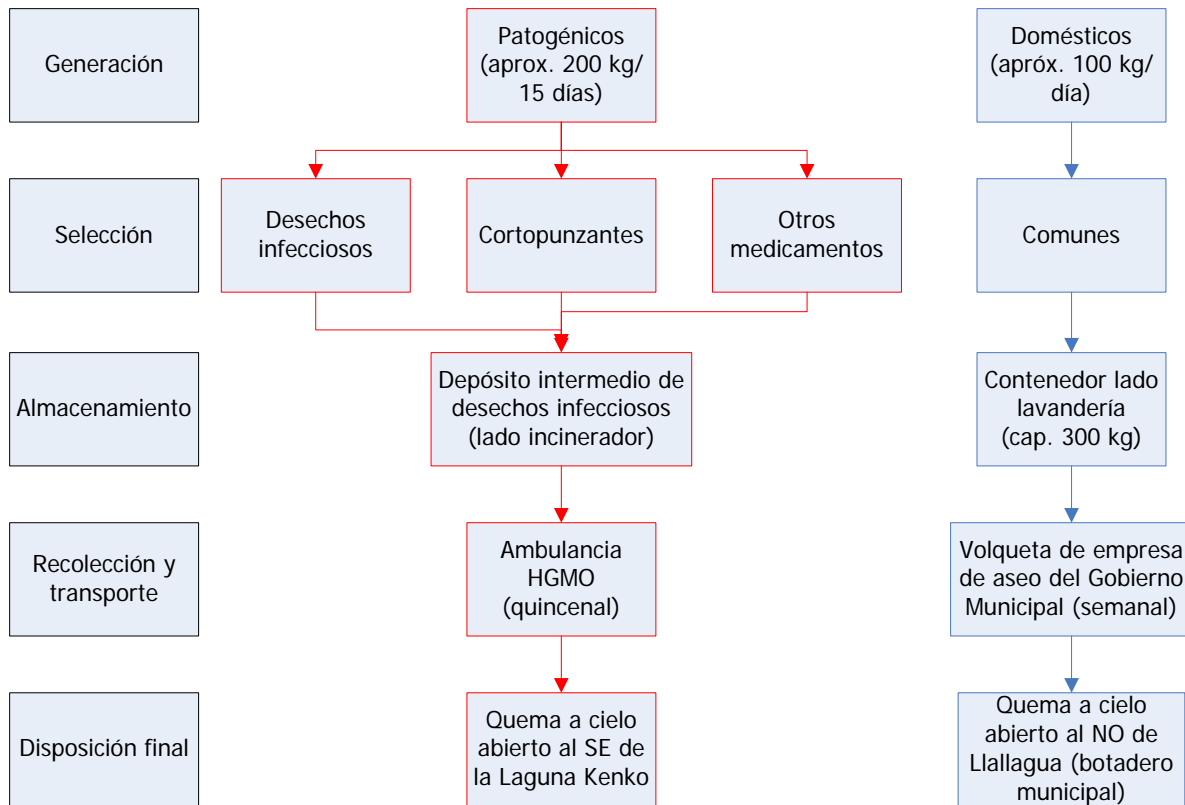 Generación
Patogénicos
(aprox. 200 kg/
15 días)
Domésticos
(apróx. 100 kg/
día)
Selección
Desechos
infecciosos
Cortopunzantes
Otros
medicamentos
Comunes
Almacenamiento
Depósito intermedio de
desechos infecciosos
(lado incinerador)
Contenedor lado
lavandería
(cap. 300 kg)
Recolección y
transporte
Ambulancia
HGMO
(quincenal)
Volqueta de empresa
de aseo del Gobierno
Municipal (semanal)
Disposición final
Quema a cielo
abierto al SE de
la Laguna Kenko
Quema a cielo
abierto al NO de
Llallagua (botadero
municipal)